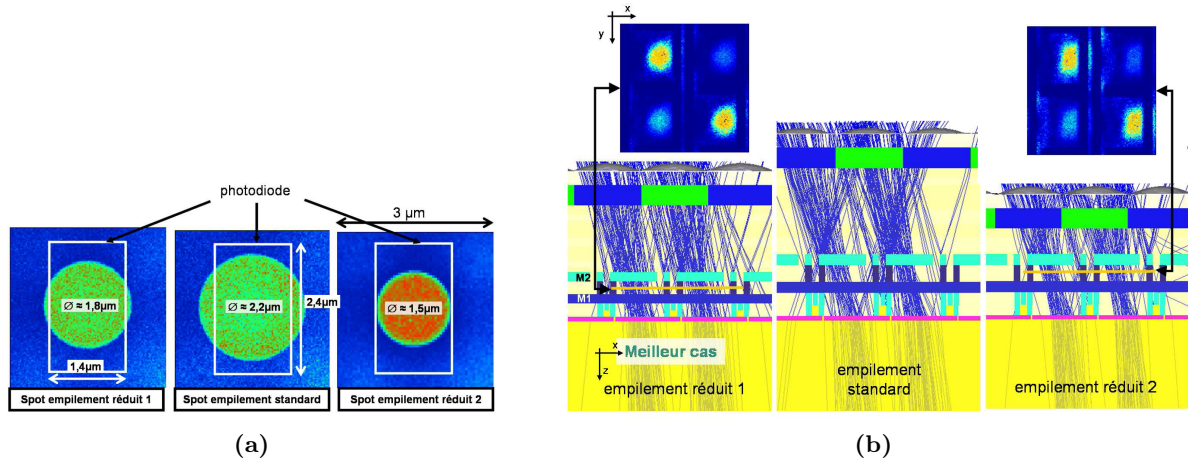 photodiode
3 µm
Ø ≈ 1,8µm
Ø ≈ 2,2µm
2,4µm
Ø ≈ 1,5µm
1,4µm
Spot empilement réduit 1
Spot empilement standard
Spot empilement réduit 2
(a)
x
y
M2
M1
x
z
Meilleur cas
empilement réduit 1
empilement
standard
empilement réduit 2
(b)